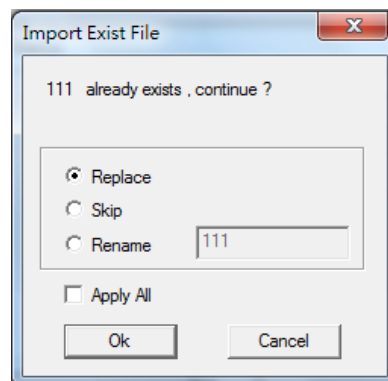 Import Exist File
111 already exists , continue ?
Replace
Skip
Rename 111
Apply All
Ok Cancel